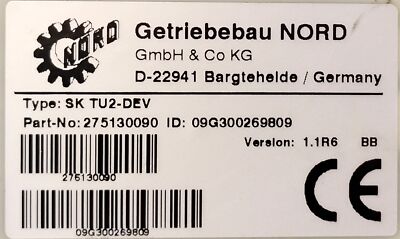 NORD
Getriebebau NORD
GmbH & Co KG
D-22941 Bargteheide / Germany
Type: SK TU2-DEV
Part-No: 275130090 ID: 09G300269809
Version: 1.1R6 BB
275130090
CE
09G300269809